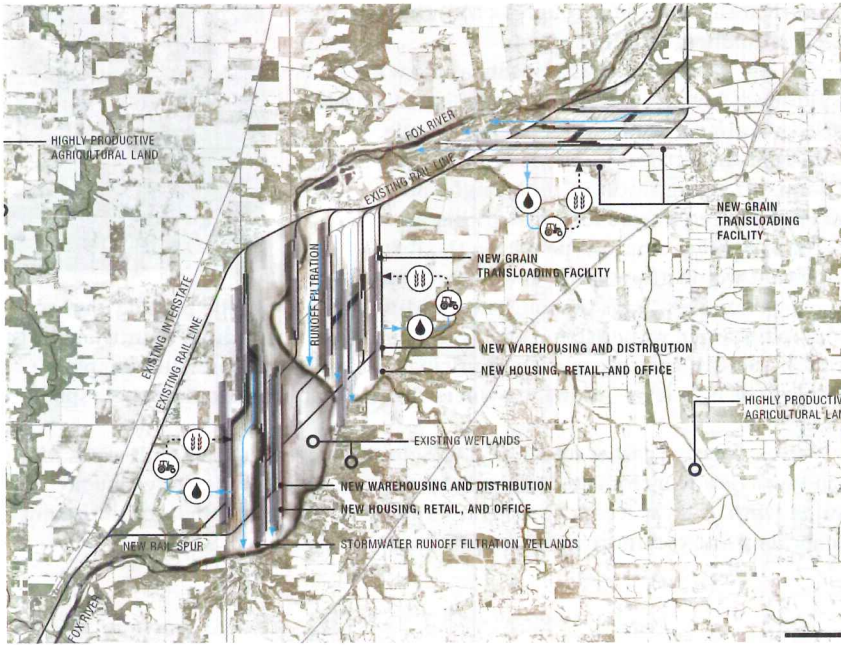 FOX RIVER
HIGHLY PRODUCTIVE
AGRICULTURAL LAND
EXISTING RAIL LINE
NEW GRAIN
TRANSLOADING
FACILITY
NEW GRAIN
TRANSLOADING FACILITY
RUNOFF FILTRATION
EXISTING INTERSTATE
EXISTING RAIL LINE
NEW WAREHOUSING AND DISTRIBUTION
NEW HOUSING, RETAIL, AND OFFICE
HIGHLY PRODUCTIV
AGRICULTURAL LAN
EXISTING WETLANDS
NEW WAREHOUSING AND DISTRIBUTION
NEW HOUSING, RETAIL, AND OFFICE
NEW RAIL SPUR
STORMWATER RUNOFF FILTRATION WETLANDS
FOX RIVER